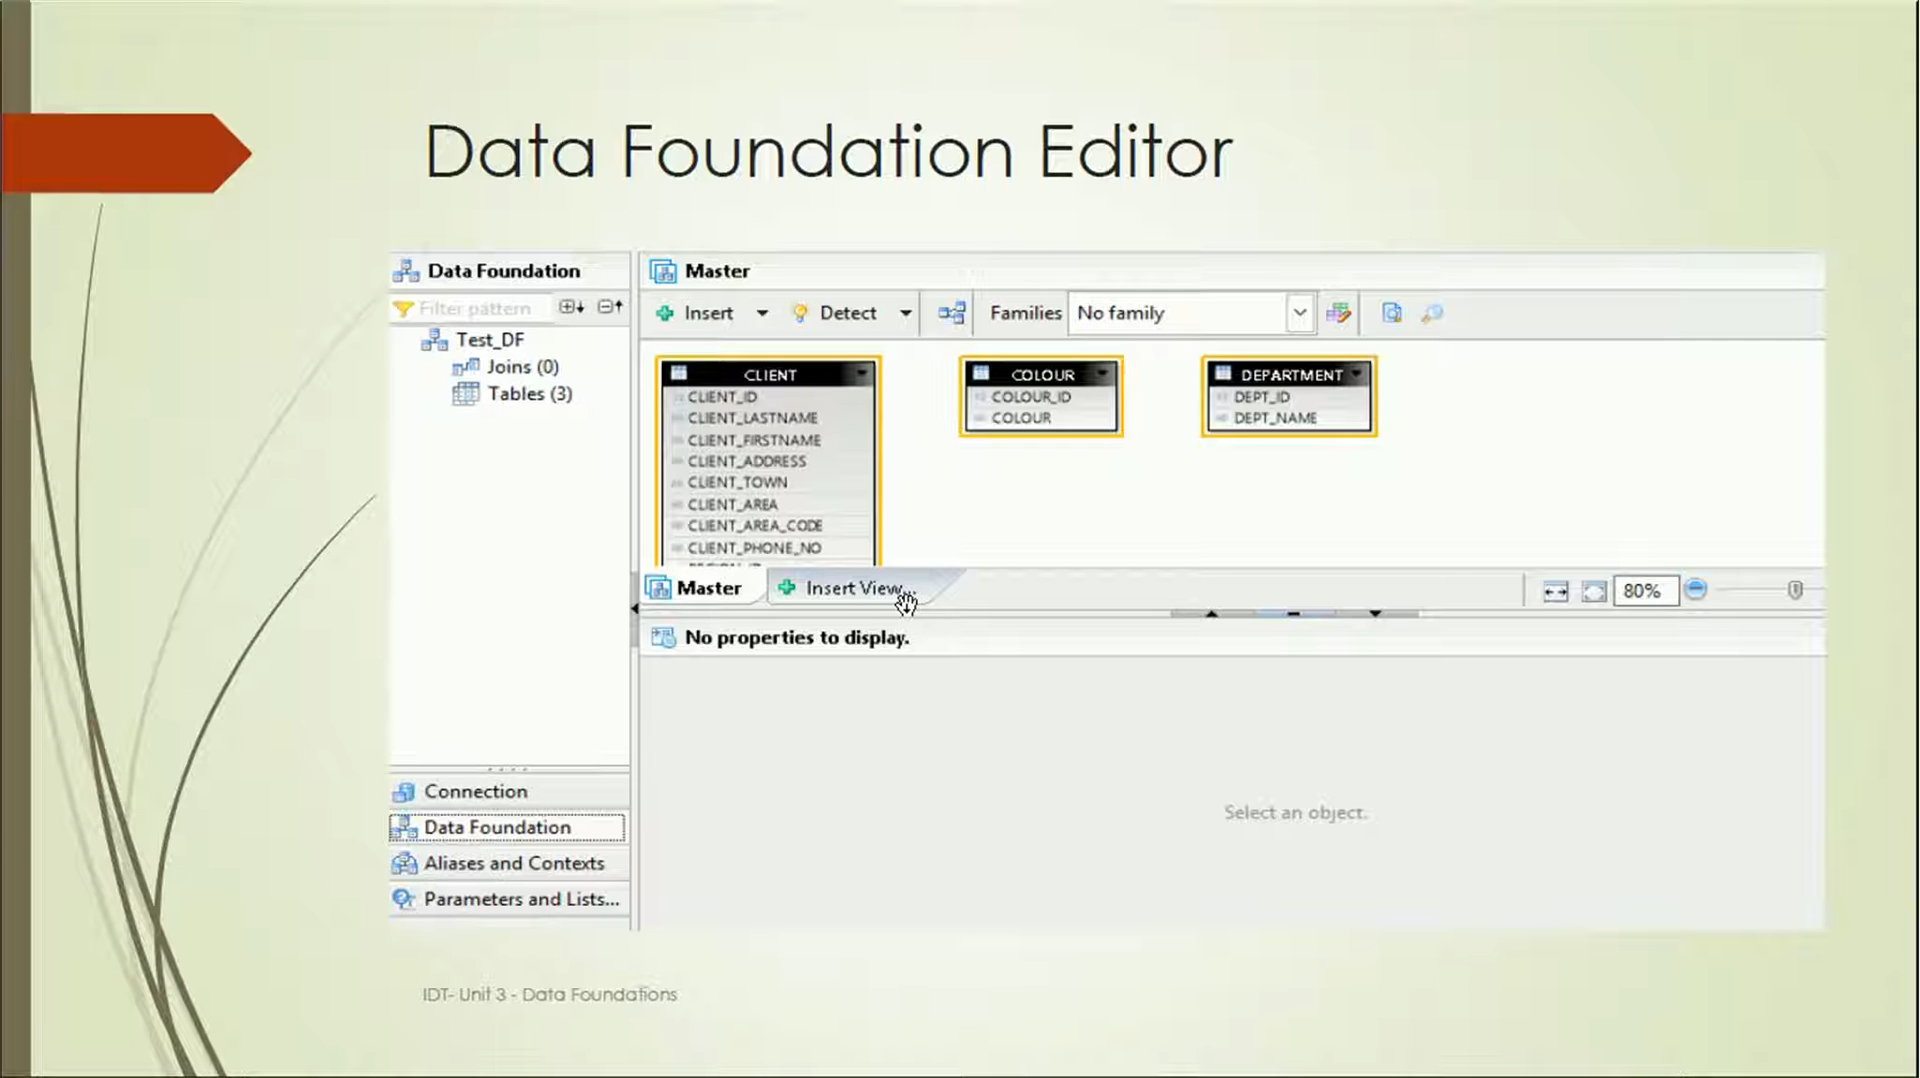 Data Foundation Editor
Data Foundation
Filter pattern
Test_DF
Joins (0)
Tables (3)
Connection
Data Foundation
Aliases and Contexts
Parameters and Lists...
Master
Insert
Detect
Families
No family
CLIENT
CLIENT_ID
CLIENT_LASTNAME
CLIENT_FIRSTNAME
CLIENT_ADDRESS
CLIENT_TOWN
CLIENT_AREA
CLIENT_AREA_CODE
CLIENT_PHONE_NO
COLOUR
COLOUR_ID
COLOUR
DEPARTMENT
DEPT_ID
DEPT_NAME
Master
Insert View...
80%
No properties to display.
Select an object.
IDT- Unit 3 - Data Foundations